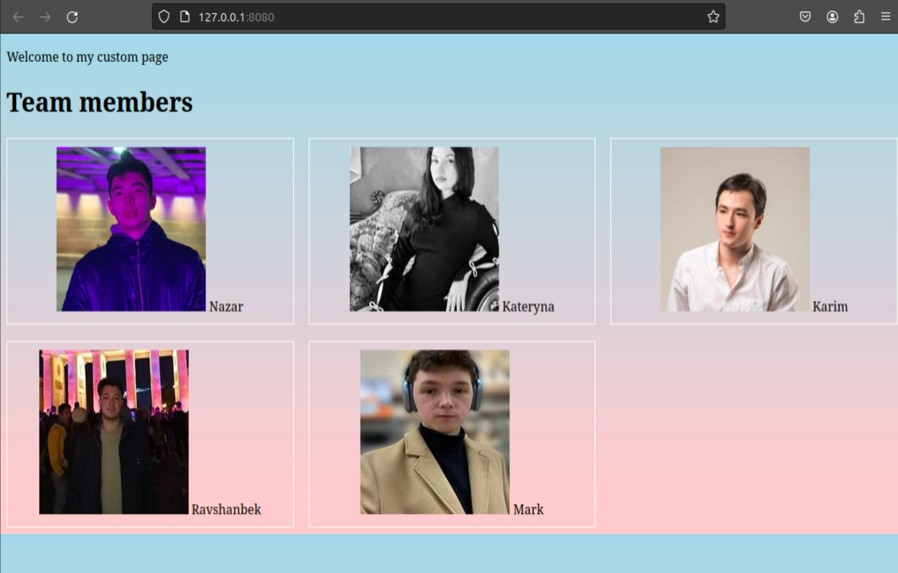 127.0.0.1:8080
Welcome to my custom page
Team members
Nazar
Kateryna
Karim
Ravshanbek
Mark